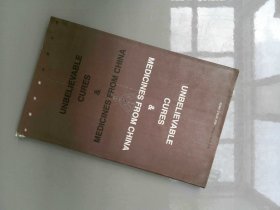 UNBELIEVABLE
CURES
&
MEDICINES FROM CHINA
UNBELIEVABLE
CURES
&
MEDICINES FROM CHINA